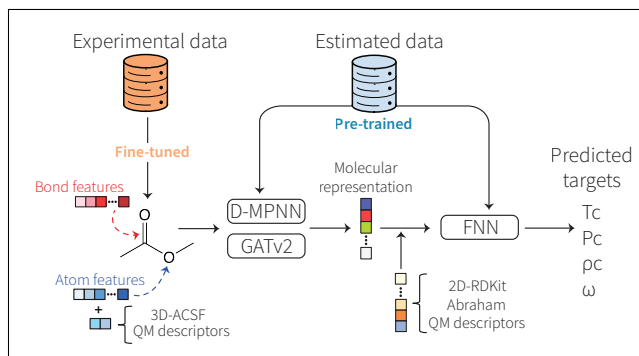 Experimental data
Estimated data
Pre-trained
Fine-tuned
Bond features
O
O
Atom features
+
3D-ACSF
QM descriptors
D-MPNN
GATv2
Molecular
representation
FNN
2D-RDKit
Abraham
QM descriptors
Predicted
targets
Tc
Pc
ρc
ω